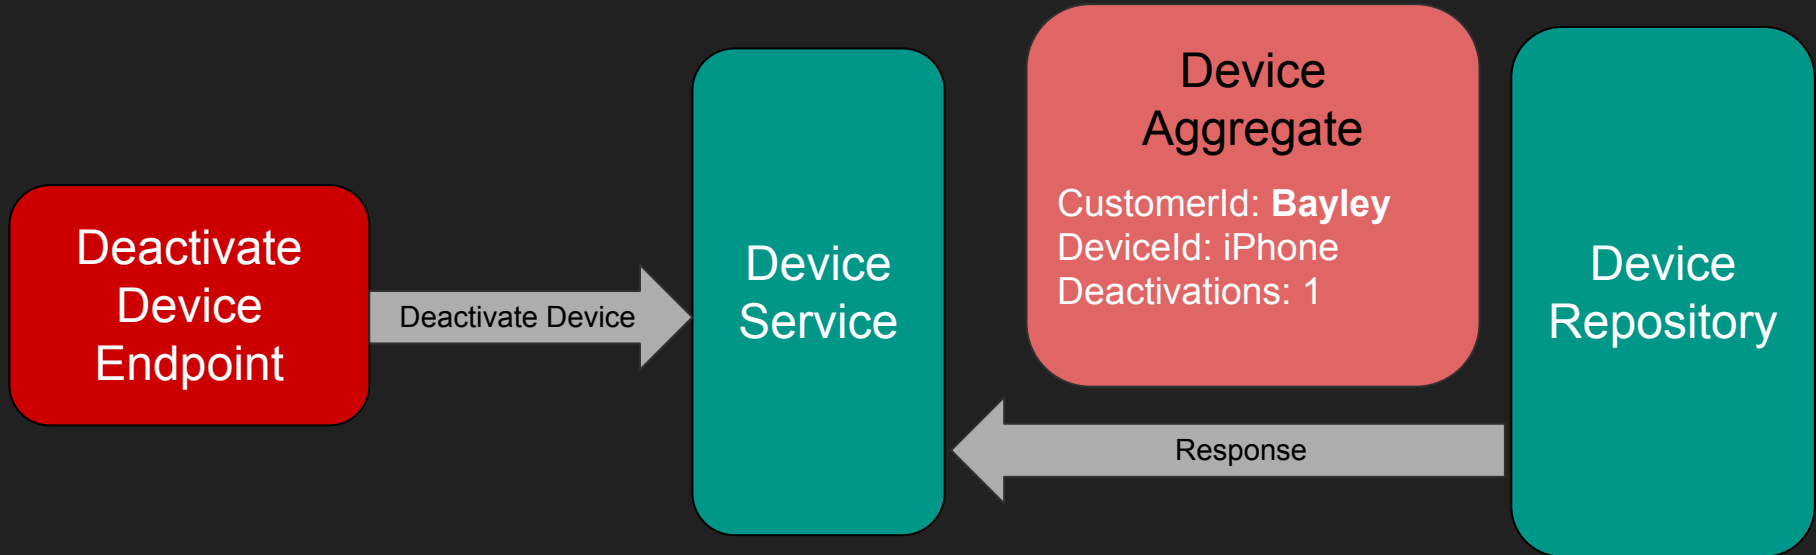 Deactivate
Device
Endpoint
Deactivate Device
Device
Service
Device
Aggregate
CustomerId: Bayley
DeviceId: iPhone
Deactivations: 1
Response
Device
Repository